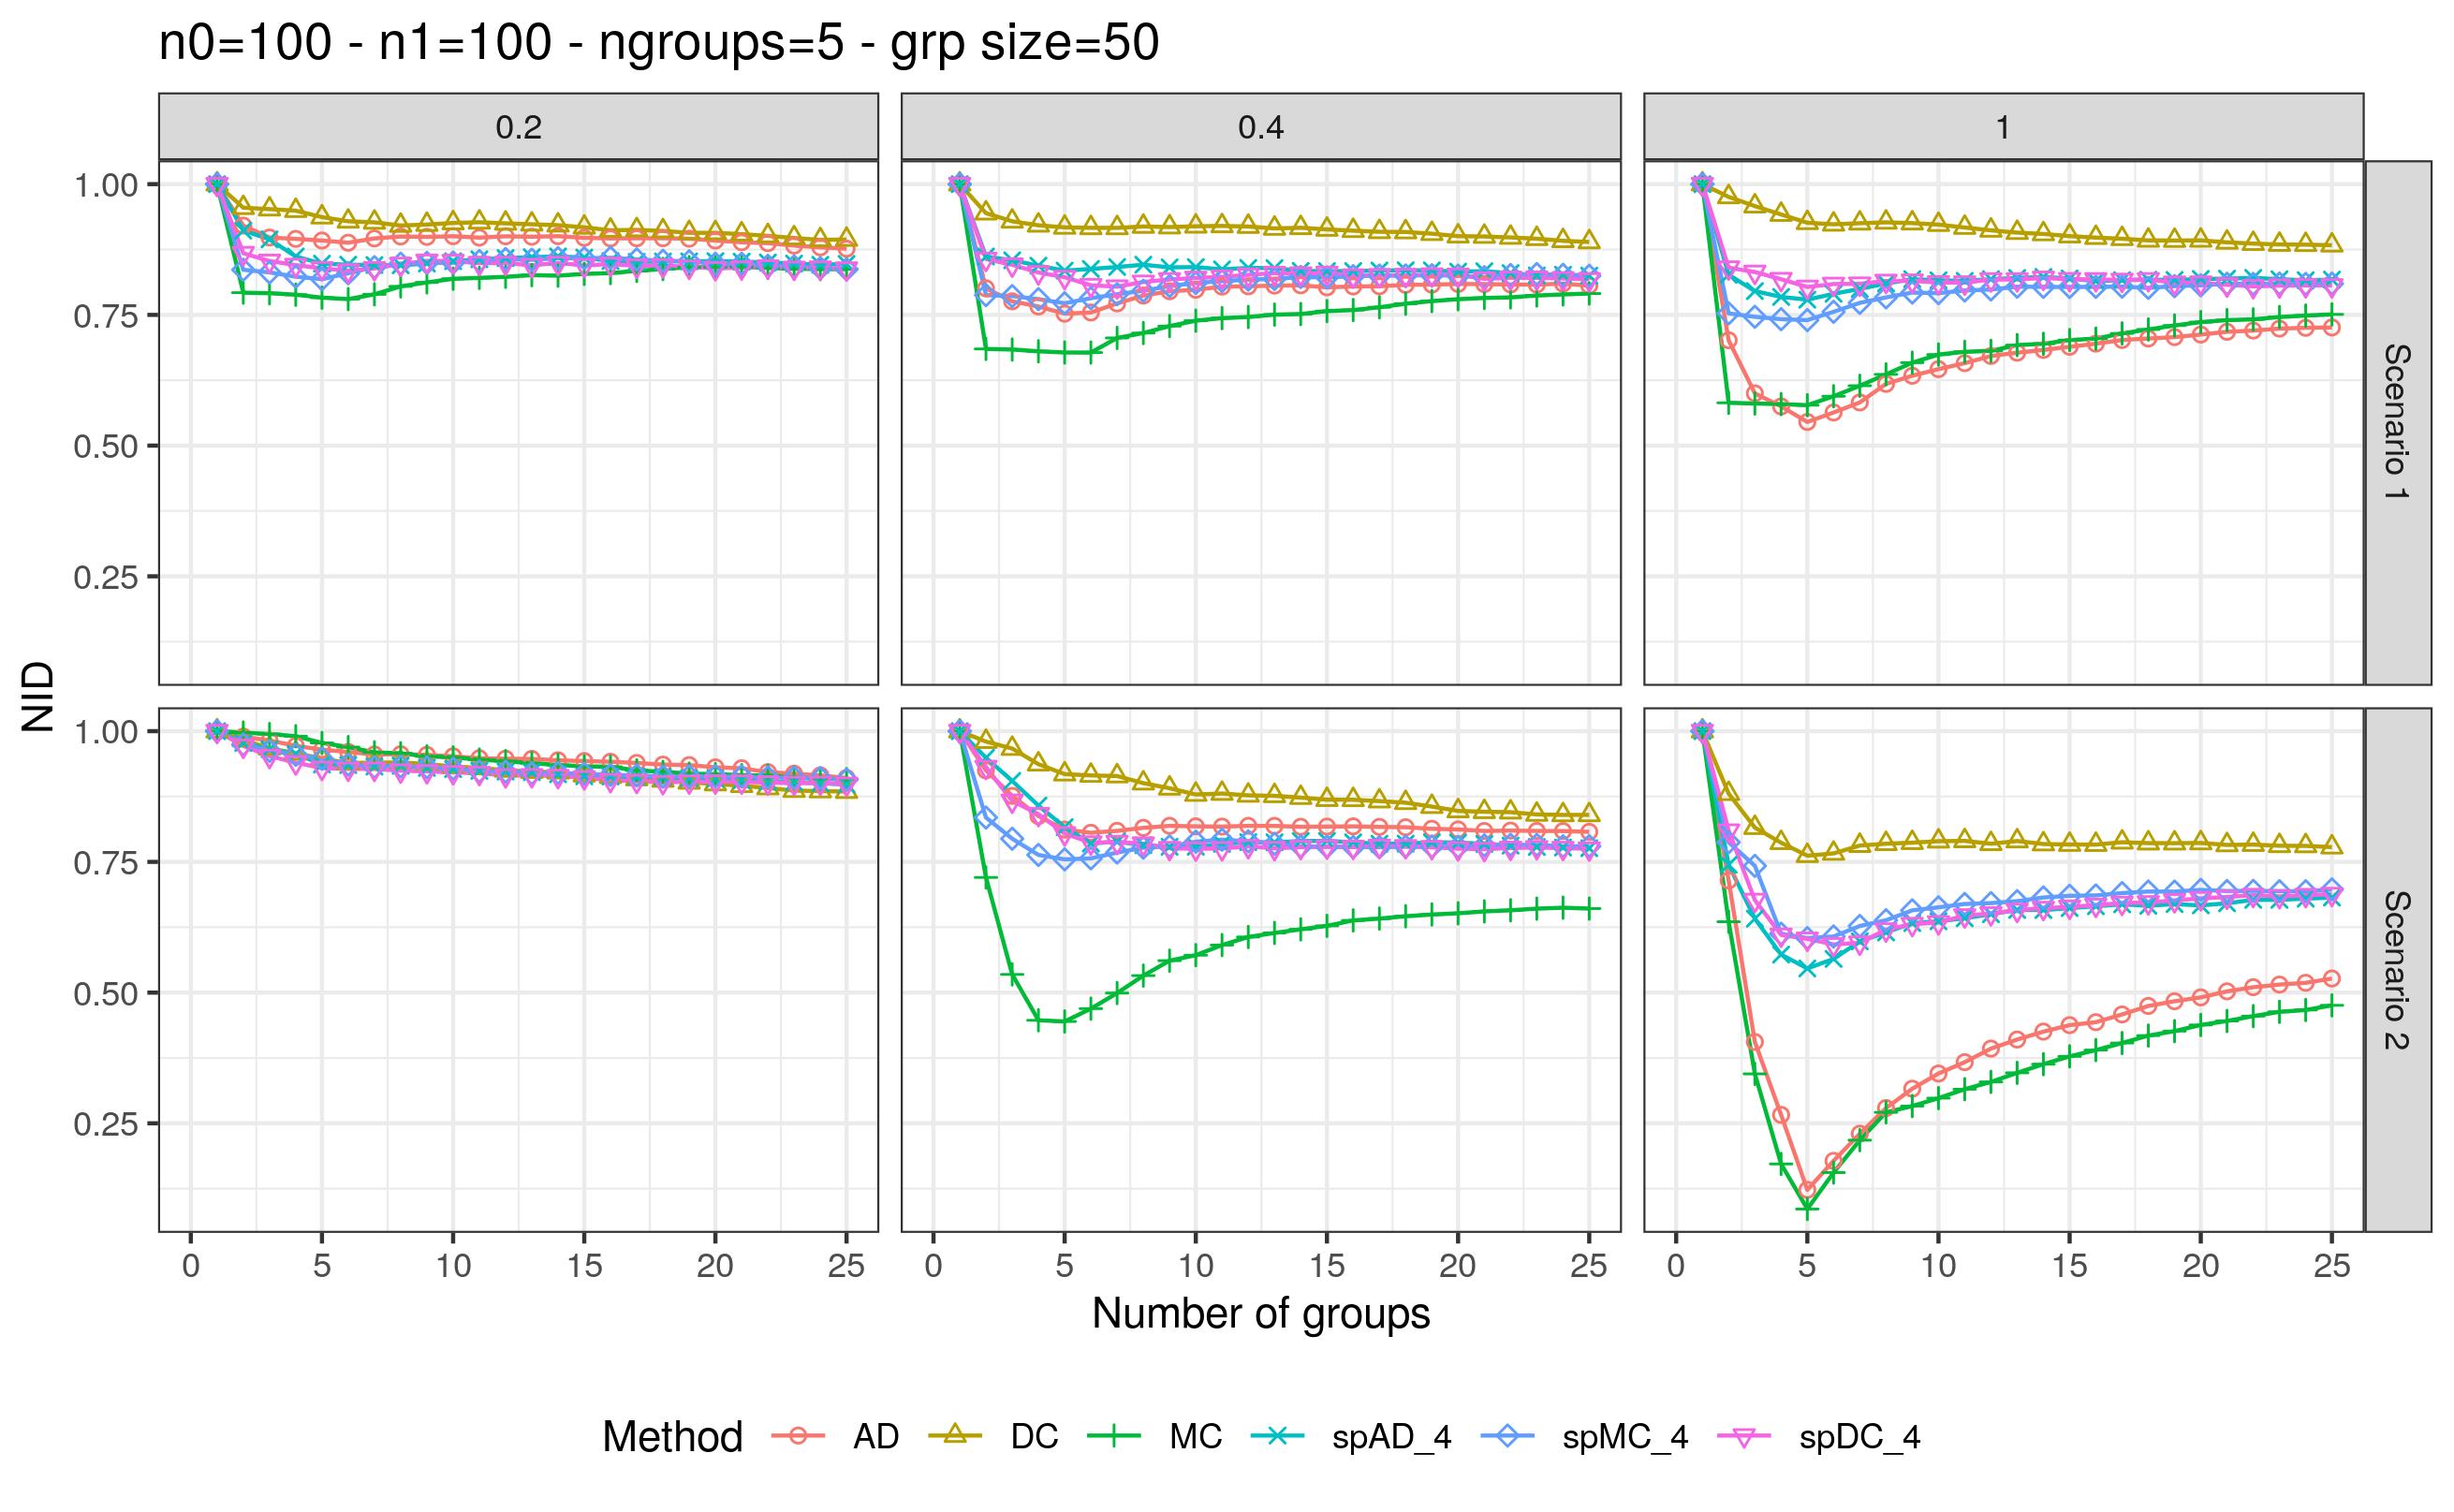 n0=100 - n1=100 - ngroups=5 - grp size=50
0.2 0.4 1
1.00
0.75
0.50
0.25
Scenario 1
NID
1.00
0.75
0.50
0.25
Scenario 2
0 5 10 15 20 25 0 5 10 15 20 25 0 5 10 15 20 25
Number of groups
Method AD DC MC spAD_4 spMC_4 spDC_4